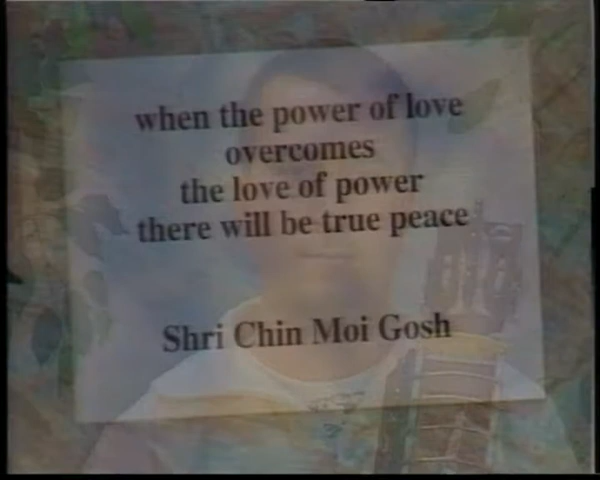 when the power of love
overcomes
the love of power
there will be true peace
Shri Chin Moi Gosh